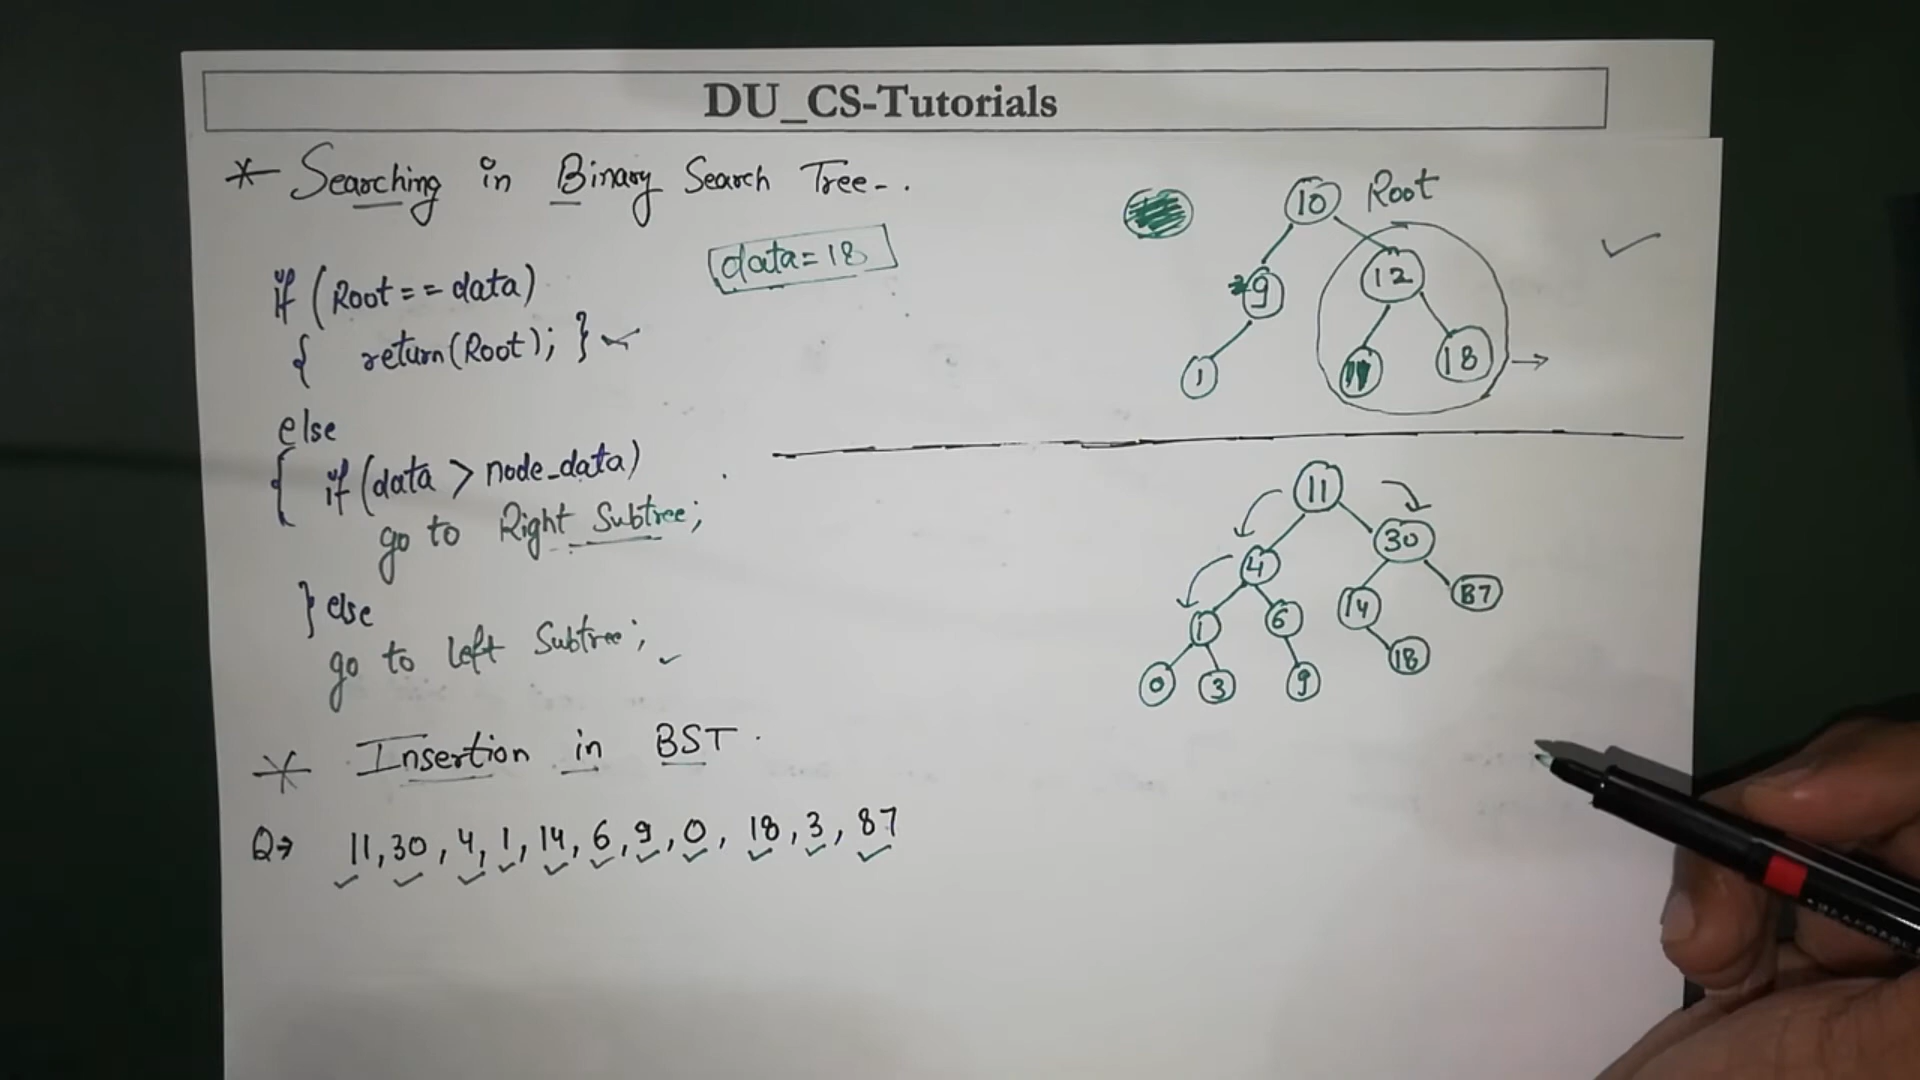 DU_CS-Tutorials
* Searching in Binary Search Tree-.
data=18
if (Root==data)
{ return(Root); }
else
{ if (data > node_data)
go to Right Subtree;
} else
go to left Subtree;
10 Root
9 12
1 18
11
4 30
1 6 14 87
0 3 9 18
* Insertion in BST.
Q→ 11,30,4,1,14,6,9,0,18,3,87